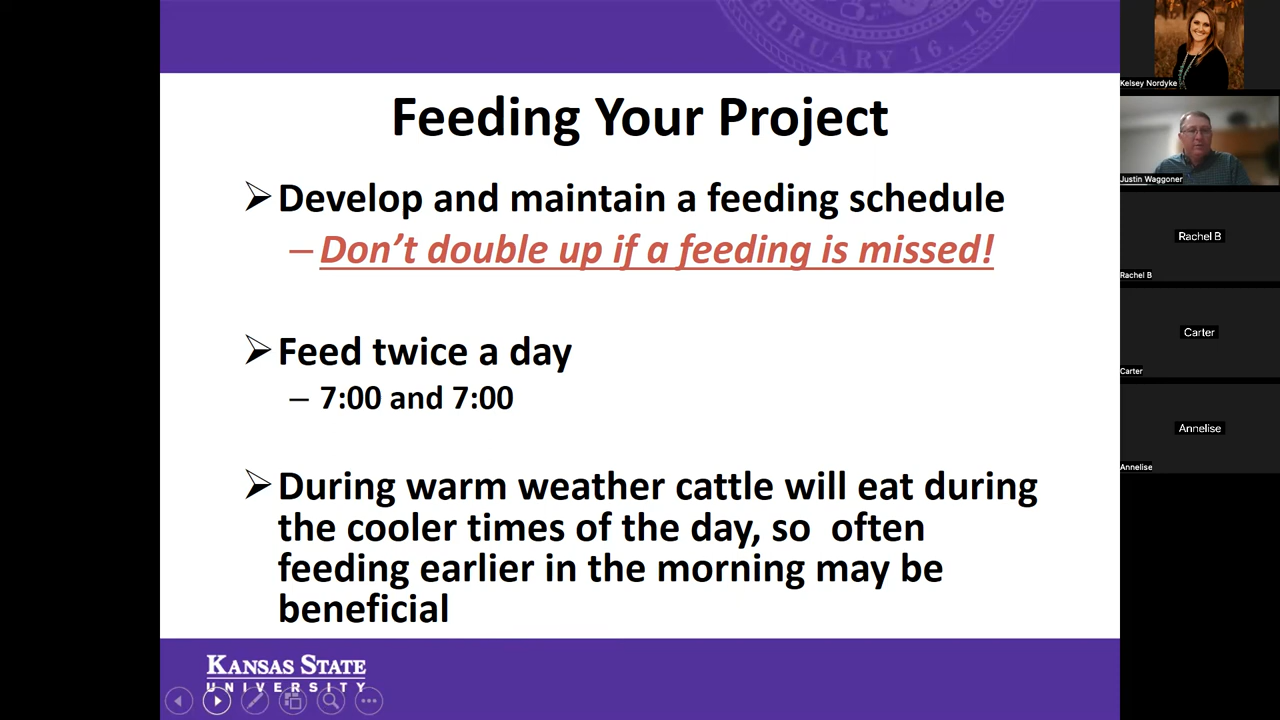 FEBRUARY 16, 186
Feeding Your Project
➢ Develop and maintain a feeding schedule
– Don’t double up if a feeding is missed!
➢ Feed twice a day
– 7:00 and 7:00
➢ During warm weather cattle will eat during
the cooler times of the day, so often
feeding earlier in the morning may be
beneficial
KANSAS STATE
UNIVERSITY
Kelsey Nordyke
Justin Waggoner
Rachel B
Rachel B
Carter
Carter
Annelise
Annelise